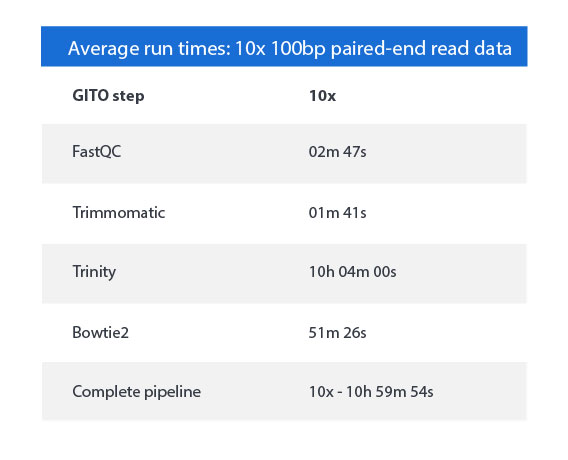 Average run times: 10x 100bp paired-end read data
GITO step 10x
FastQC 02m 47s
Trimmomatic 01m 41s
Trinity 10h 04m 00s
Bowtie2 51m 26s
Complete pipeline 10x - 10h 59m 54s